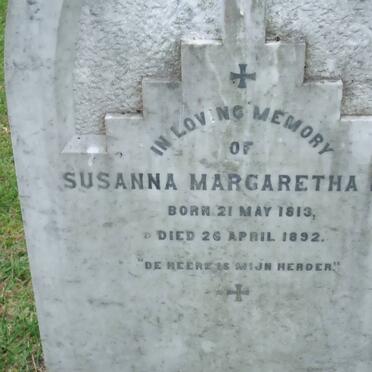 IN LOVING MEMORY
OF
SUSANNA MARGARETHA
BORN 21 MAY 1813,
DIED 26 APRIL 1892.
"DE HEERE IS MIJN HERDER."